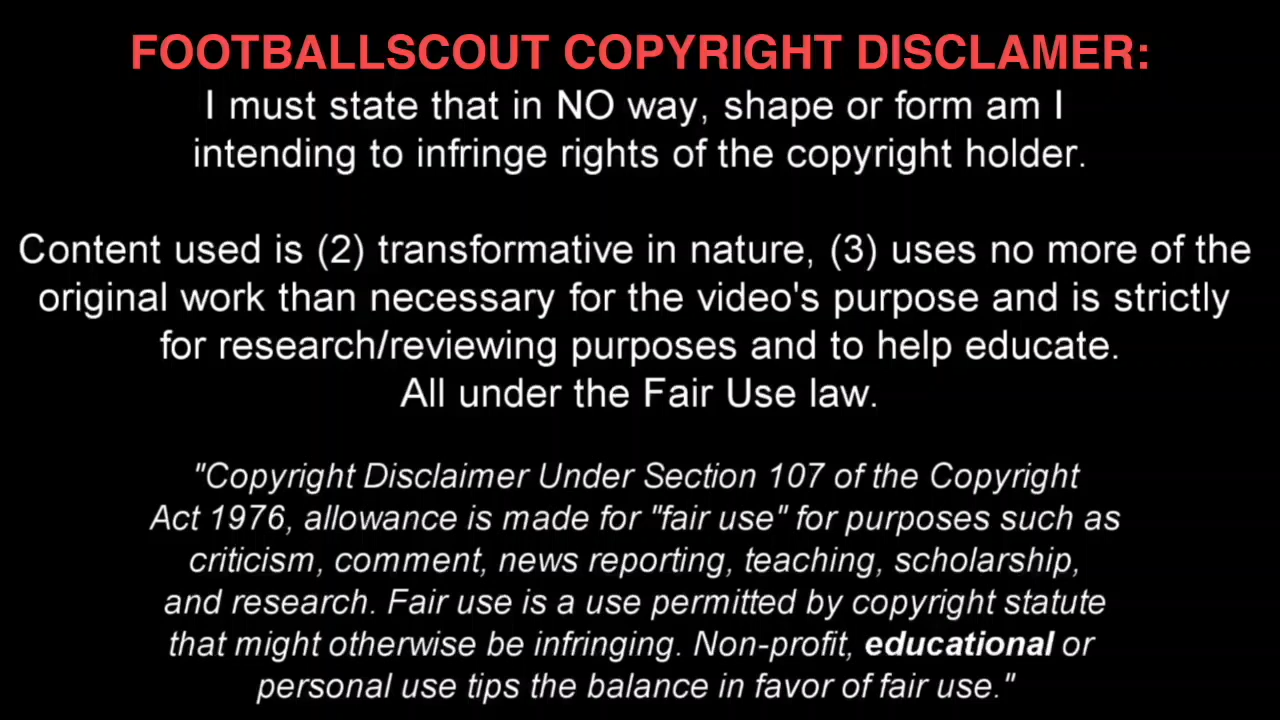 FOOTBALLSCOUT COPYRIGHT DISCLAMER:
I must state that in NO way, shape or form am I
intending to infringe rights of the copyright holder.
Content used is (2) transformative in nature, (3) uses no more of the
original work than necessary for the video's purpose and is strictly
for research/reviewing purposes and to help educate.
All under the Fair Use law.
"Copyright Disclaimer Under Section 107 of the Copyright
Act 1976, allowance is made for "fair use" for purposes such as
criticism, comment, news reporting, teaching, scholarship,
and research. Fair use is a use permitted by copyright statute
that might otherwise be infringing. Non-profit, educational or
personal use tips the balance in favor of fair use."